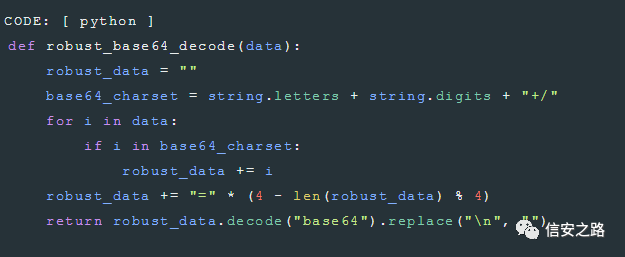 CODE: [ python ]
def robust_base64_decode(data):
    robust_data = ""
    base64_charset = string.letters + string.digits + "+/"
    for i in data:
        if i in base64_charset:
            robust_data += i
    robust_data += "=" * (4 - len(robust_data) % 4)
    return robust_data.decode("base64").replace("\n", "")
信安之路